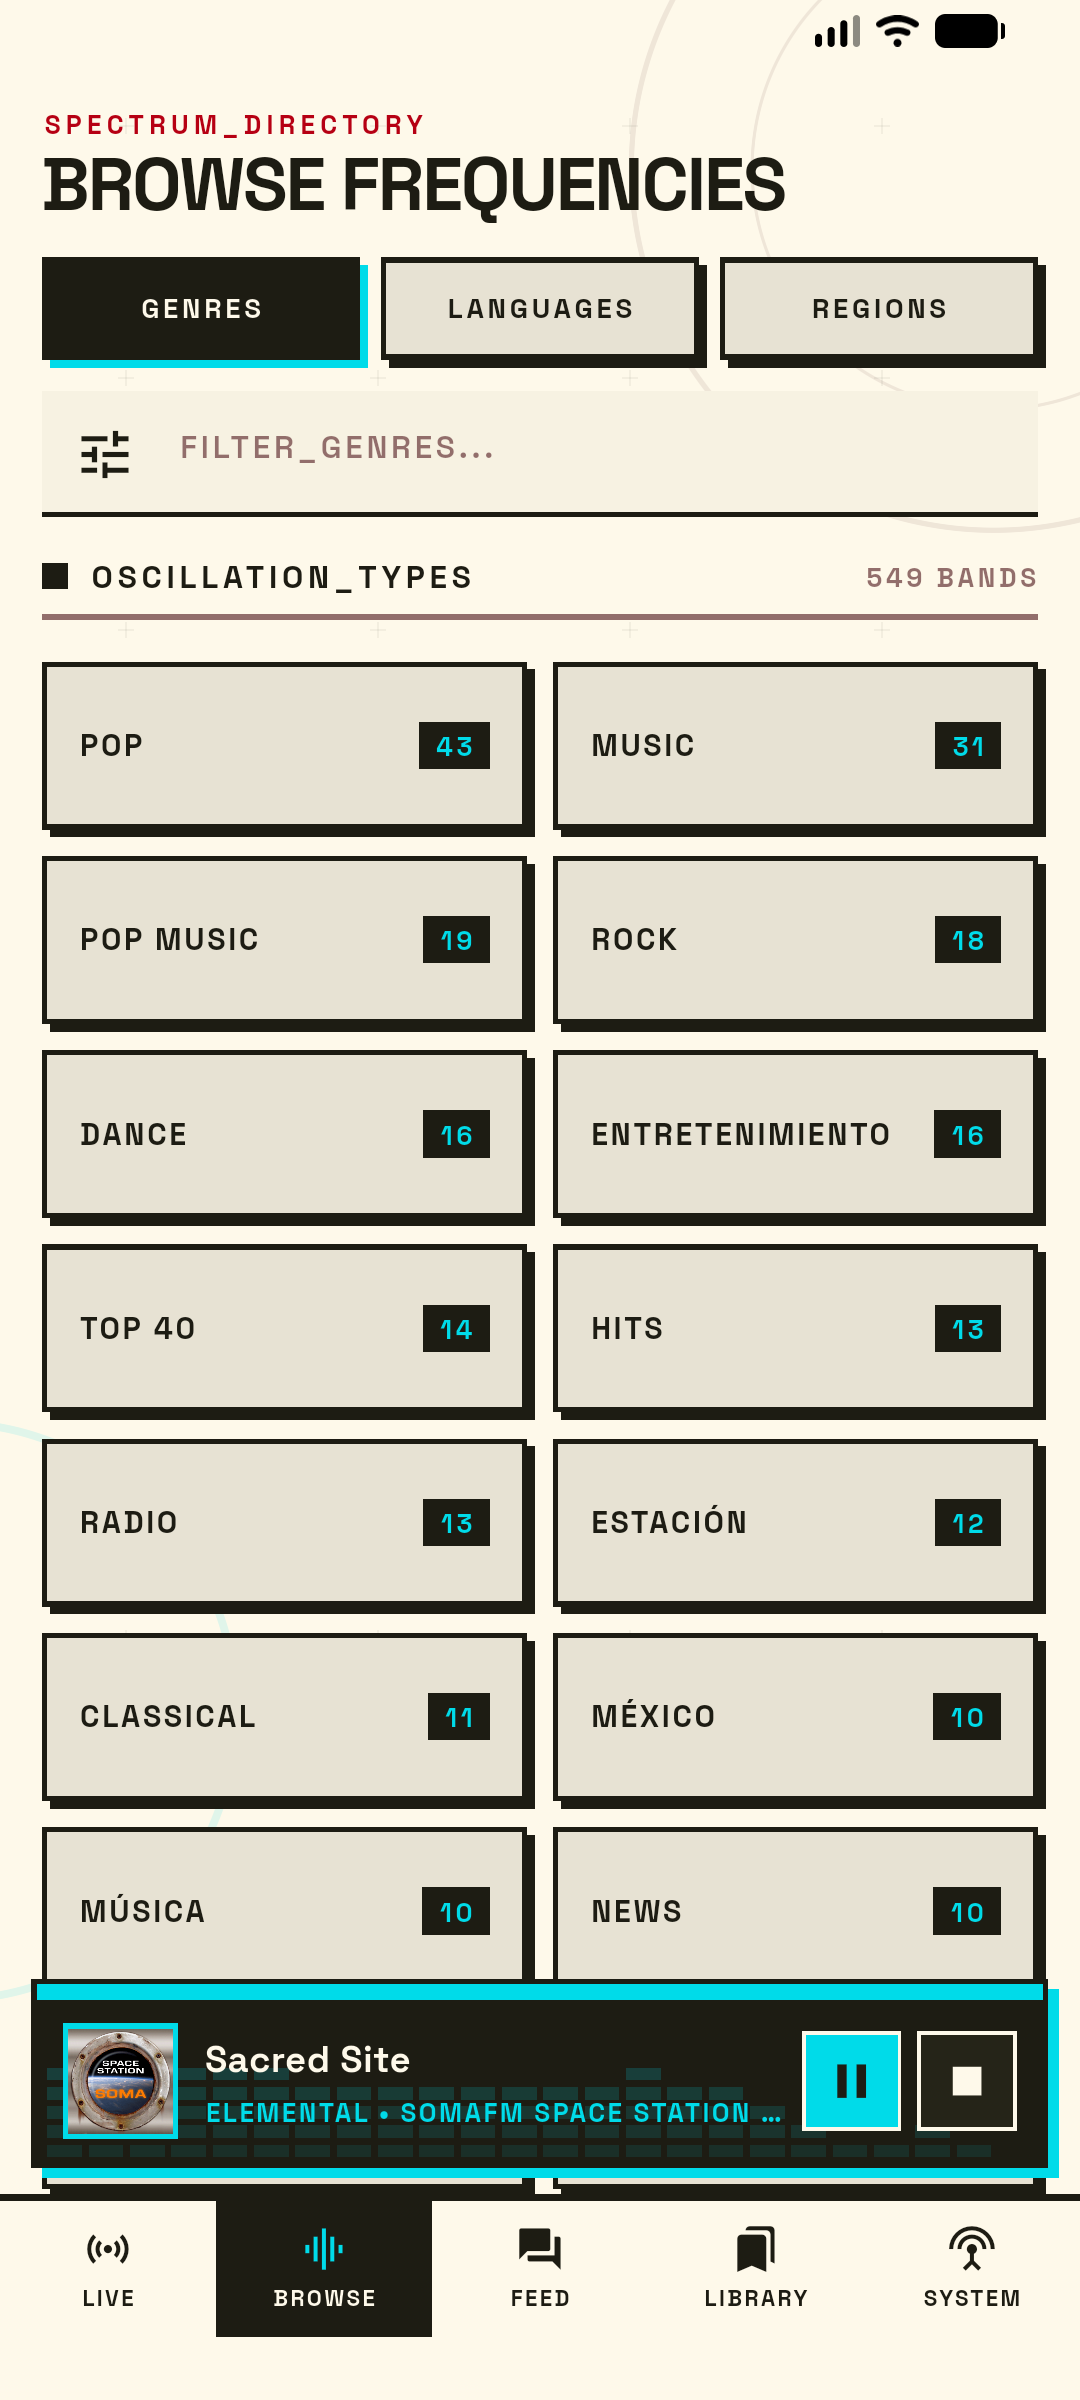 SPECTRUM_DIRECTORY
BROWSE FREQUENCIES
GENRES LANGUAGES REGIONS
FILTER_GENRES...
OSCILLATION_TYPES 549 BANDS
POP 43 MUSIC 31
POP MUSIC 19 ROCK 18
DANCE 16 ENTRETENIMIENTO 16
TOP 40 14 HITS 13
RADIO 13 ESTACIÓN 12
CLASSICAL 11 MÉXICO 10
MÚSICA 10 NEWS 10
SPACE
STATION
SOMA
Sacred Site
ELEMENTAL • SOMAFM SPACE STATION ...
LIVE BROWSE FEED LIBRARY SYSTEM